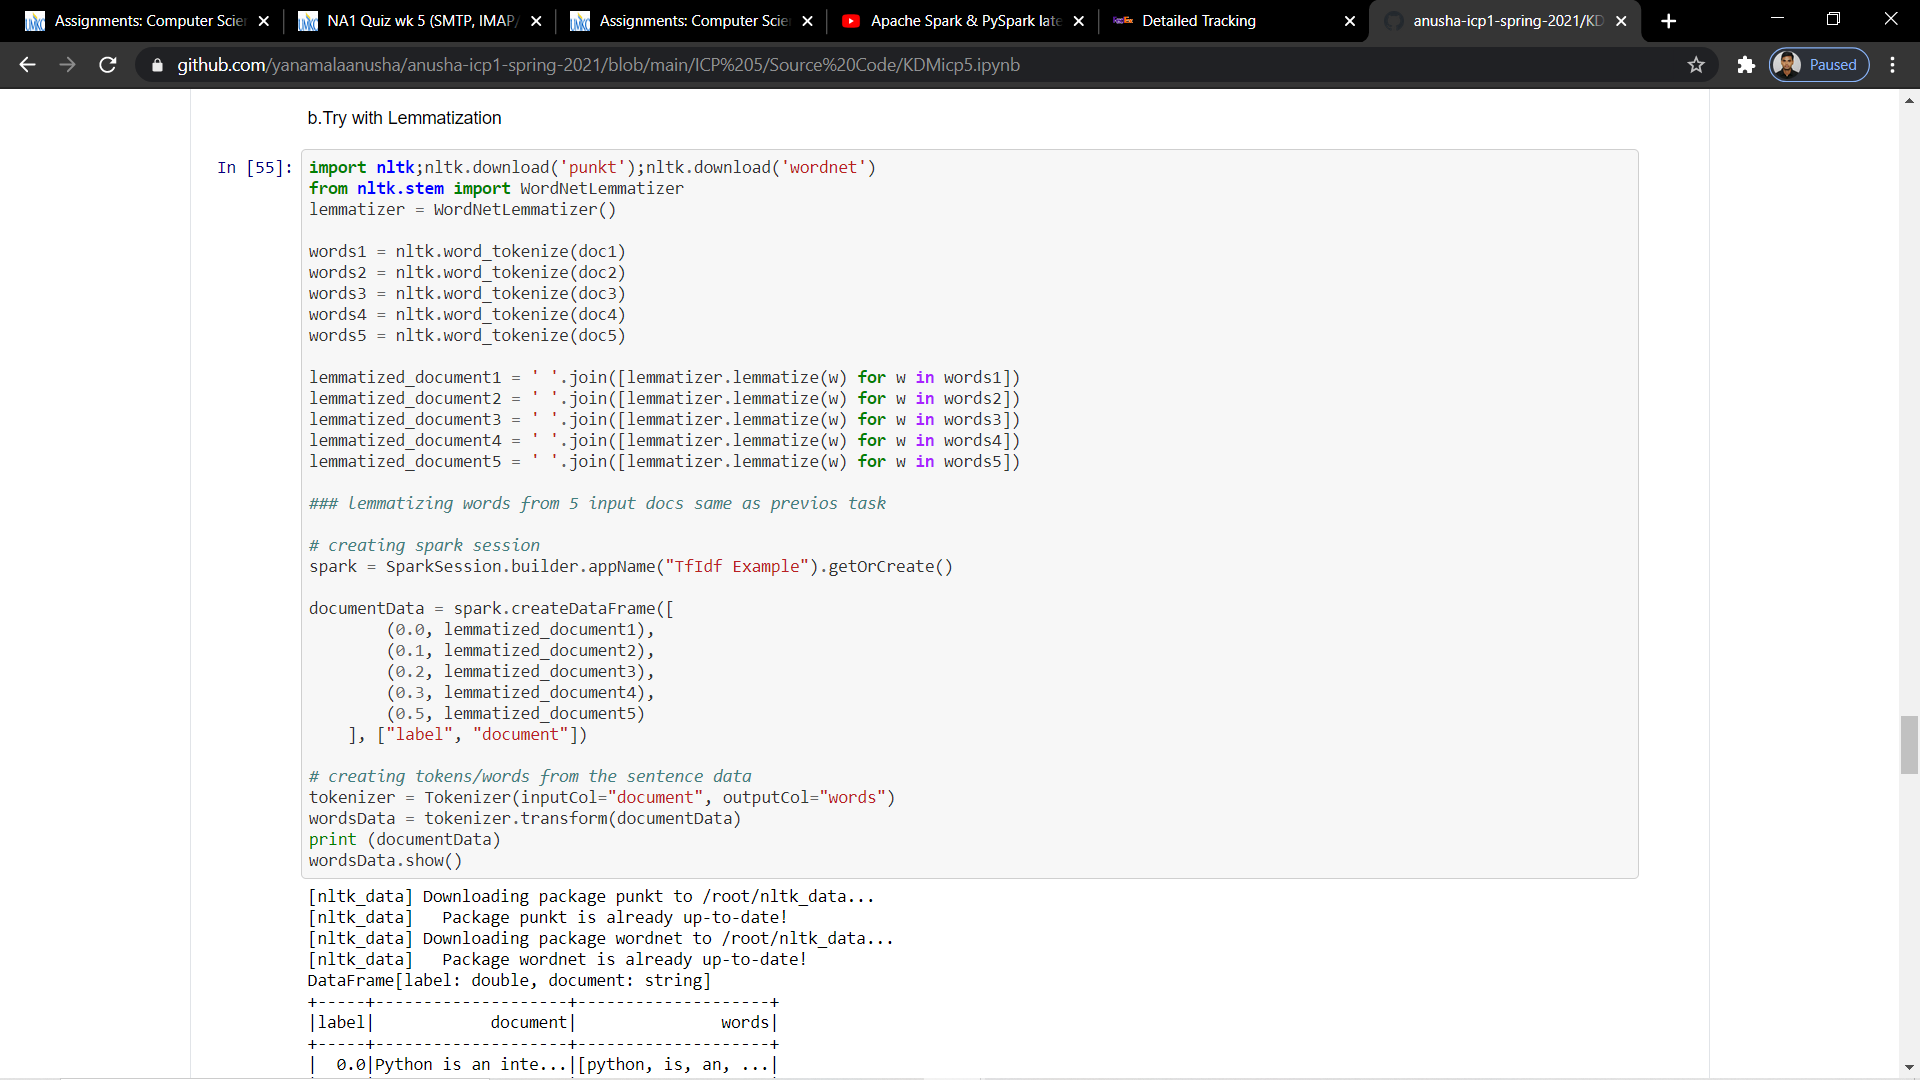 Assignments: Computer Scien
NA1 Quiz wk 5 (SMTP, IMAP,
Assignments: Computer Scie
Apache Spark & PySpark late
Detailed Tracking
anusha-icp1-spring-2021/KD
github.com/yanamalaanusha/anusha-icp1-spring-2021/blob/main/ICP%205/Source%20Code/KDMicp5.ipynb
Paused
b.Try with Lemmatization
In [55]:
import nltk;nltk.download('punkt');nltk.download('wordnet')
from nltk.stem import WordNetLemmatizer
lemmatizer = WordNetLemmatizer()
words1 = nltk.word_tokenize(doc1)
words2 = nltk.word_tokenize(doc2)
words3 = nltk.word_tokenize(doc3)
words4 = nltk.word_tokenize(doc4)
words5 = nltk.word_tokenize(doc5)
lemmatized_document1 = ' '.join([lemmatizer.lemmatize(w) for w in words1])
lemmatized_document2 = ' '.join([lemmatizer.lemmatize(w) for w in words2])
lemmatized_document3 = ' '.join([lemmatizer.lemmatize(w) for w in words3])
lemmatized_document4 = ' '.join([lemmatizer.lemmatize(w) for w in words4])
lemmatized_document5 = ' '.join([lemmatizer.lemmatize(w) for w in words5])
### lemmatizing words from 5 input docs same as previos task
# creating spark session
spark = SparkSession.builder.appName("TfIdf Example").getOrCreate()
documentData = spark.createDataFrame([
        (0.0, lemmatized_document1),
        (0.1, lemmatized_document2),
        (0.2, lemmatized_document3),
        (0.3, lemmatized_document4),
        (0.5, lemmatized_document5)
    ], ["label", "document"])
# creating tokens/words from the sentence data
tokenizer = Tokenizer(inputCol="document", outputCol="words")
wordsData = tokenizer.transform(documentData)
print (documentData)
wordsData.show()
[nltk_data] Downloading package punkt to /root/nltk_data...
[nltk_data]   Package punkt is already up-to-date!
[nltk_data] Downloading package wordnet to /root/nltk_data...
[nltk_data]   Package wordnet is already up-to-date!
DataFrame[label: double, document: string]
+-----+--------------------+--------------------+
|label|            document|               words|
+-----+--------------------+--------------------+
|  0.0|Python is an inte...|[python, is, an, ...|